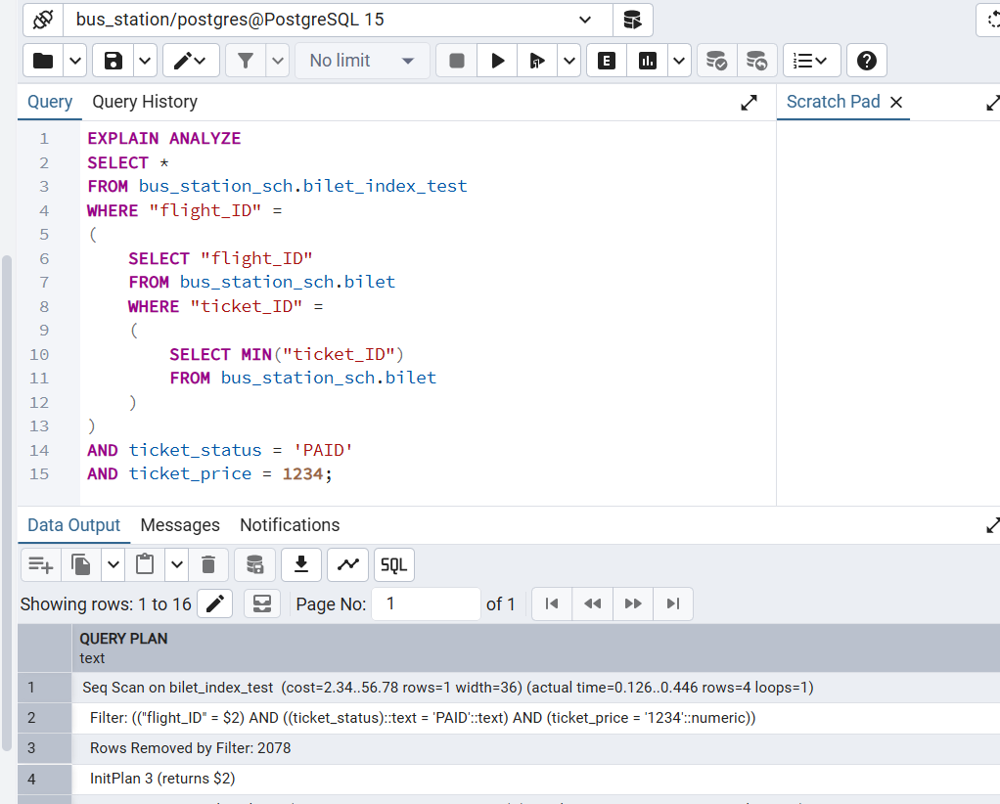 bus_station/postgres@PostgreSQL 15
No limit
E
Query
Query History
Scratch Pad
1 EXPLAIN ANALYZE
2 SELECT *
3 FROM bus_station_sch.bilet_index_test
4 WHERE "flight_ID" =
5 (
6 SELECT "flight_ID"
7 FROM bus_station_sch.bilet
8 WHERE "ticket_ID" =
9 (
10 SELECT MIN("ticket_ID")
11 FROM bus_station_sch.bilet
12 )
13 )
14 AND ticket_status = 'PAID'
15 AND ticket_price = 1234;
Data Output Messages Notifications
SQL
Showing rows: 1 to 16 Page No: 1 of 1
QUERY PLAN
text
1 Seq Scan on bilet_index_test (cost=2.34..56.78 rows=1 width=36) (actual time=0.126..0.446 rows=4 loops=1)
2 Filter: (("flight_ID" = $2) AND ((ticket_status)::text = 'PAID'::text) AND (ticket_price = '1234'::numeric))
3 Rows Removed by Filter: 2078
4 InitPlan 3 (returns $2)